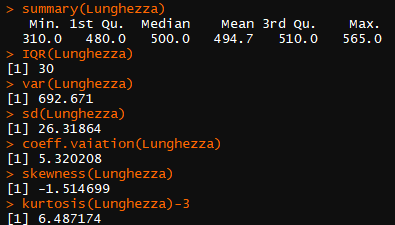 > summary(Lunghezza)
Min. 1st Qu. Median Mean 3rd Qu. Max.
310.0 480.0 500.0 494.7 510.0 565.0
> IQR(Lunghezza)
[1] 30
> var(Lunghezza)
[1] 692.671
> sd(Lunghezza)
[1] 26.31864
> coeff.vaiation(Lunghezza)
[1] 5.320208
> skewness(Lunghezza)
[1] -1.514699
> kurtosis(Lunghezza)-3
[1] 6.487174